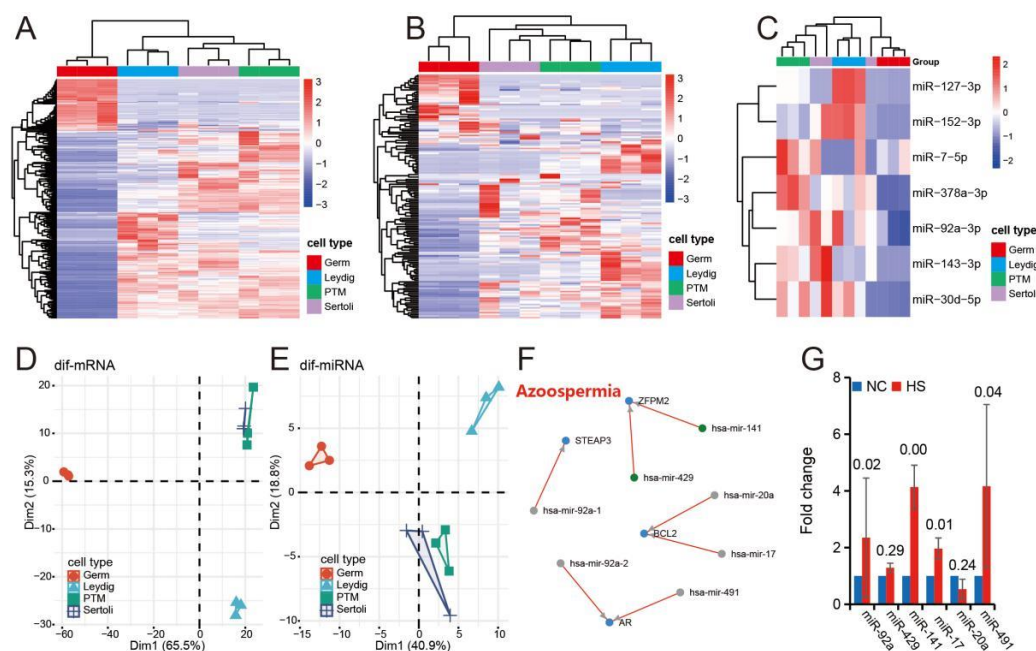 A
3
2
1
0
−1
−2
−3
cell type
Germ
Leydig
PTM
Sertoli
B
3
2
1
0
−1
−2
−3
cell type
Germ
Leydig
PTM
Sertoli
C
Group
miR−127−3p
miR−152−3p
miR−7−5p
miR−378a−3p
miR−92a−3p
miR−143−3p
miR−30d−5p
2
1
0
−1
−2
cell type
Germ
Leydig
PTM
Sertoli
D
dif-mRNA
Dim2 (15.3%)
20
10
0
−10
−20
−30
cell type
Germ
Leydig
PTM
Sertoli
−60 −40 −20 0 20
Dim1 (65.5%)
E
dif-miRNA
Dim2 (18.8%)
5
0
−5
−10
cell type
Germ
Leydig
PTM
Sertoli
−15 −10 −5 0 5 10
Dim1 (40.9%)
F
Azoospermia
ZFPM2
hsa-mir-141
STEAP3
hsa-mir-429
hsa-mir-92a-1
hsa-mir-20a
BCL2
hsa-mir-17
hsa-mir-92a-2
hsa-mir-491
AR
G
NC HS
Fold change
8
6
4
2
0
0.02
0.29
0.00
0.01
0.24
0.04
miR-92a
miR-429
miR-141
miR-17
miR-20a
miR-491